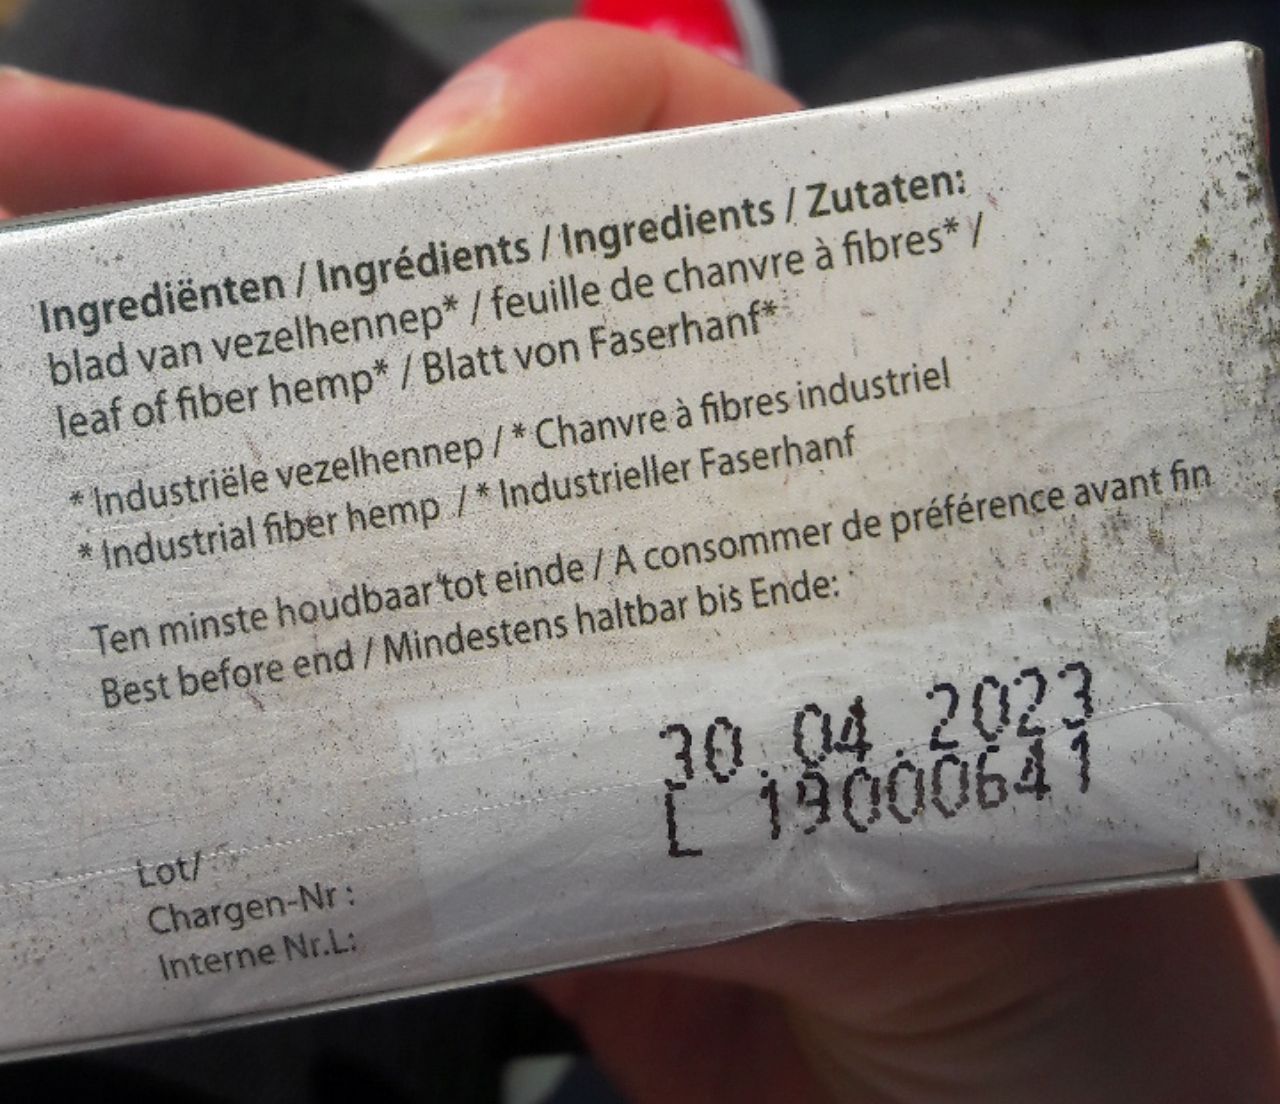 Ingrediënten / Ingrédients / Ingredients / Zutaten:
blad van vezelhennep* / feuille de chanvre à fibres* /
leaf of fiber hemp* / Blatt von Faserhanf*
* Industriële vezelhennep / * Chanvre à fibres industriel
* Industrial fiber hemp / * Industrieller Faserhanf
Ten minste houdbaar tot einde / A consommer de préférence avant fin
Best before end / Mindestens haltbar bis Ende:
30.04.2023
L 19000641
Lot/
Chargen-Nr :
Interne Nr.L: